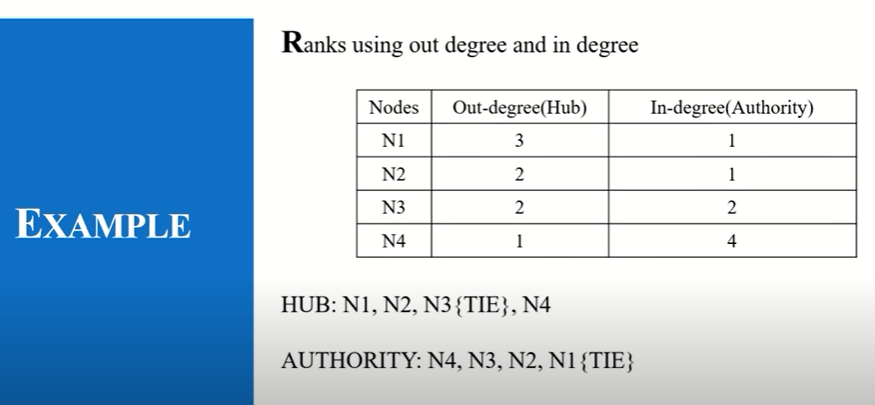 EXAMPLE
Ranks using out degree and in degree
Nodes Out-degree(Hub) In-degree(Authority)
N1 3 1
N2 2 1
N3 2 2
N4 1 4
HUB: N1, N2, N3{TIE}, N4
AUTHORITY: N4, N3, N2, N1{TIE}